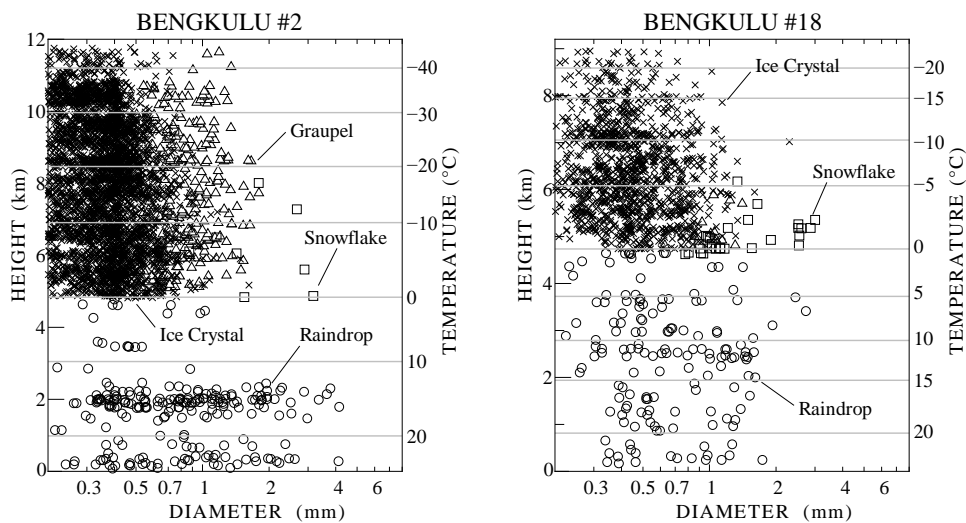 BENGKULU #2
12
10
8
6
4
2
0
HEIGHT (km)
−40
−30
−20
−10
0
10
20
TEMPERATURE (°C)
Graupel
Snowflake
Ice Crystal
Raindrop
0.3 0.5 0.7 1 2 4 6
DIAMETER (mm)
BENGKULU #18
8
6
4
2
0
HEIGHT (km)
−20
−15
−10
−5
0
5
10
15
20
TEMPERATURE (°C)
Ice Crystal
Snowflake
Raindrop
0.3 0.5 0.7 1 2 4 6
DIAMETER (mm)